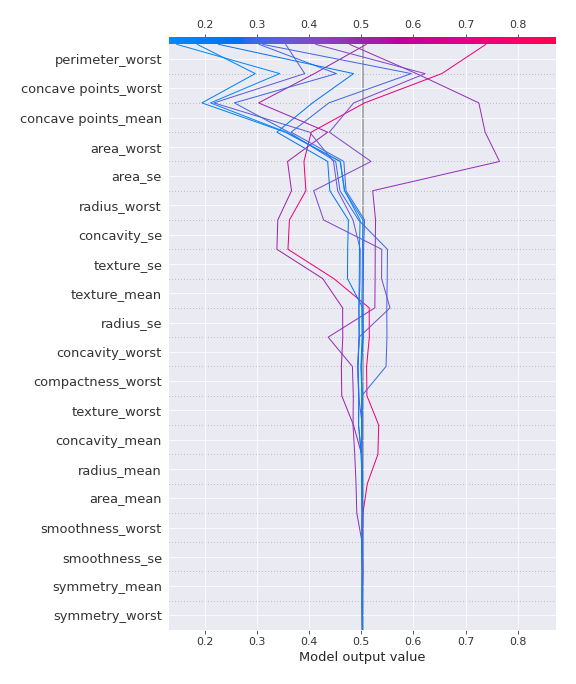 0.2 0.3 0.4 0.5 0.6 0.7 0.8
perimeter_worst
concave points_worst
concave points_mean
area_worst
area_se
radius_worst
concavity_se
texture_se
texture_mean
radius_se
concavity_worst
compactness_worst
texture_worst
concavity_mean
radius_mean
area_mean
smoothness_worst
smoothness_se
symmetry_mean
symmetry_worst
0.2 0.3 0.4 0.5 0.6 0.7 0.8
Model output value